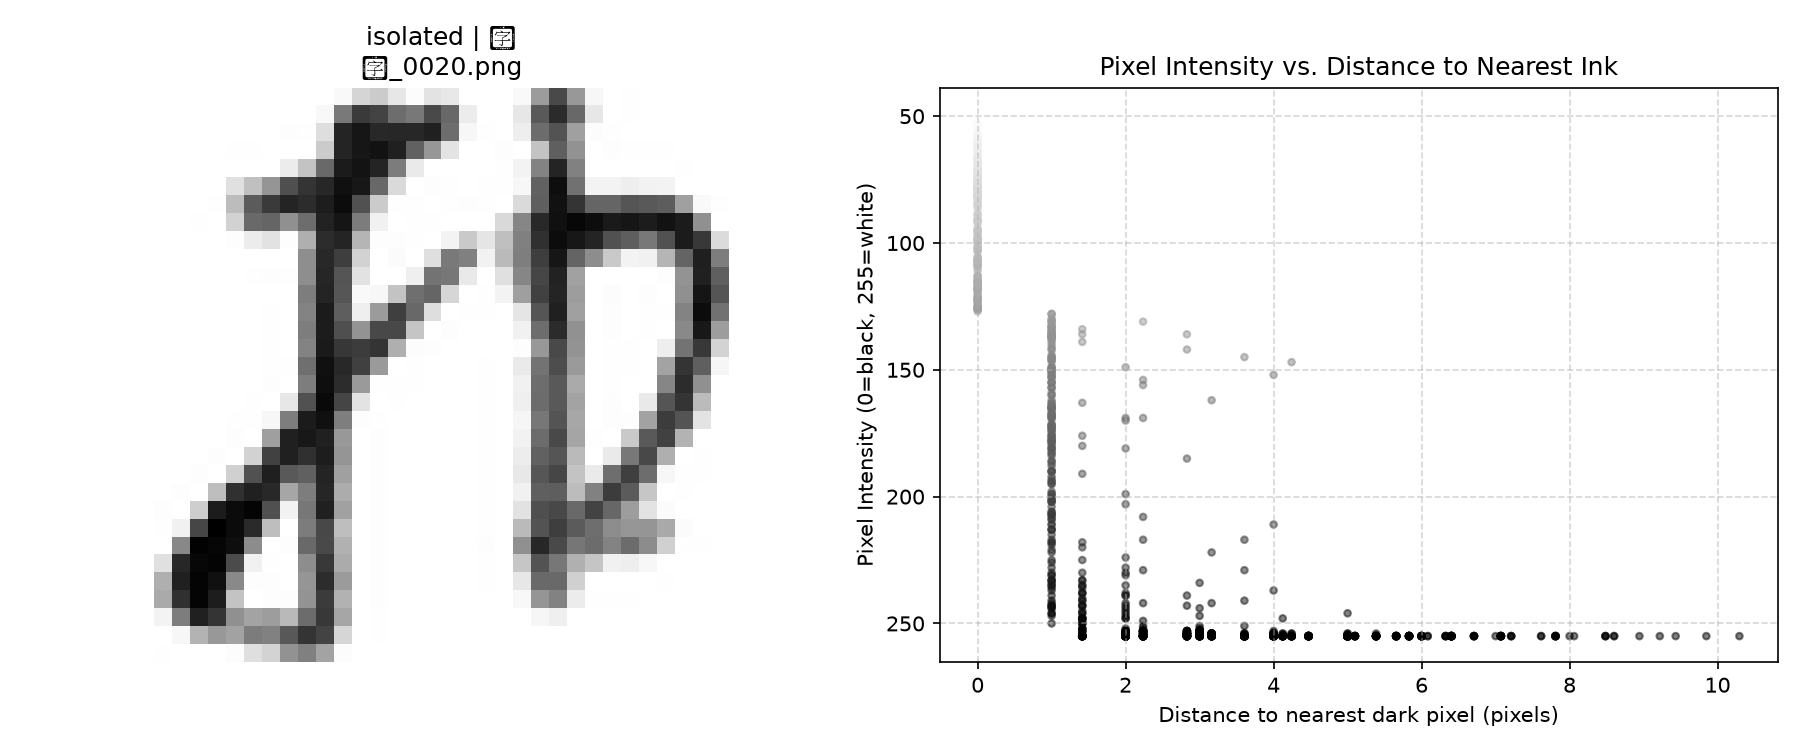 isolated |
_0020.png
Pixel Intensity vs. Distance to Nearest Ink
Pixel Intensity (0=black, 255=white)
50
100
150
200
250
0 2 4 6 8 10
Distance to nearest dark pixel (pixels)